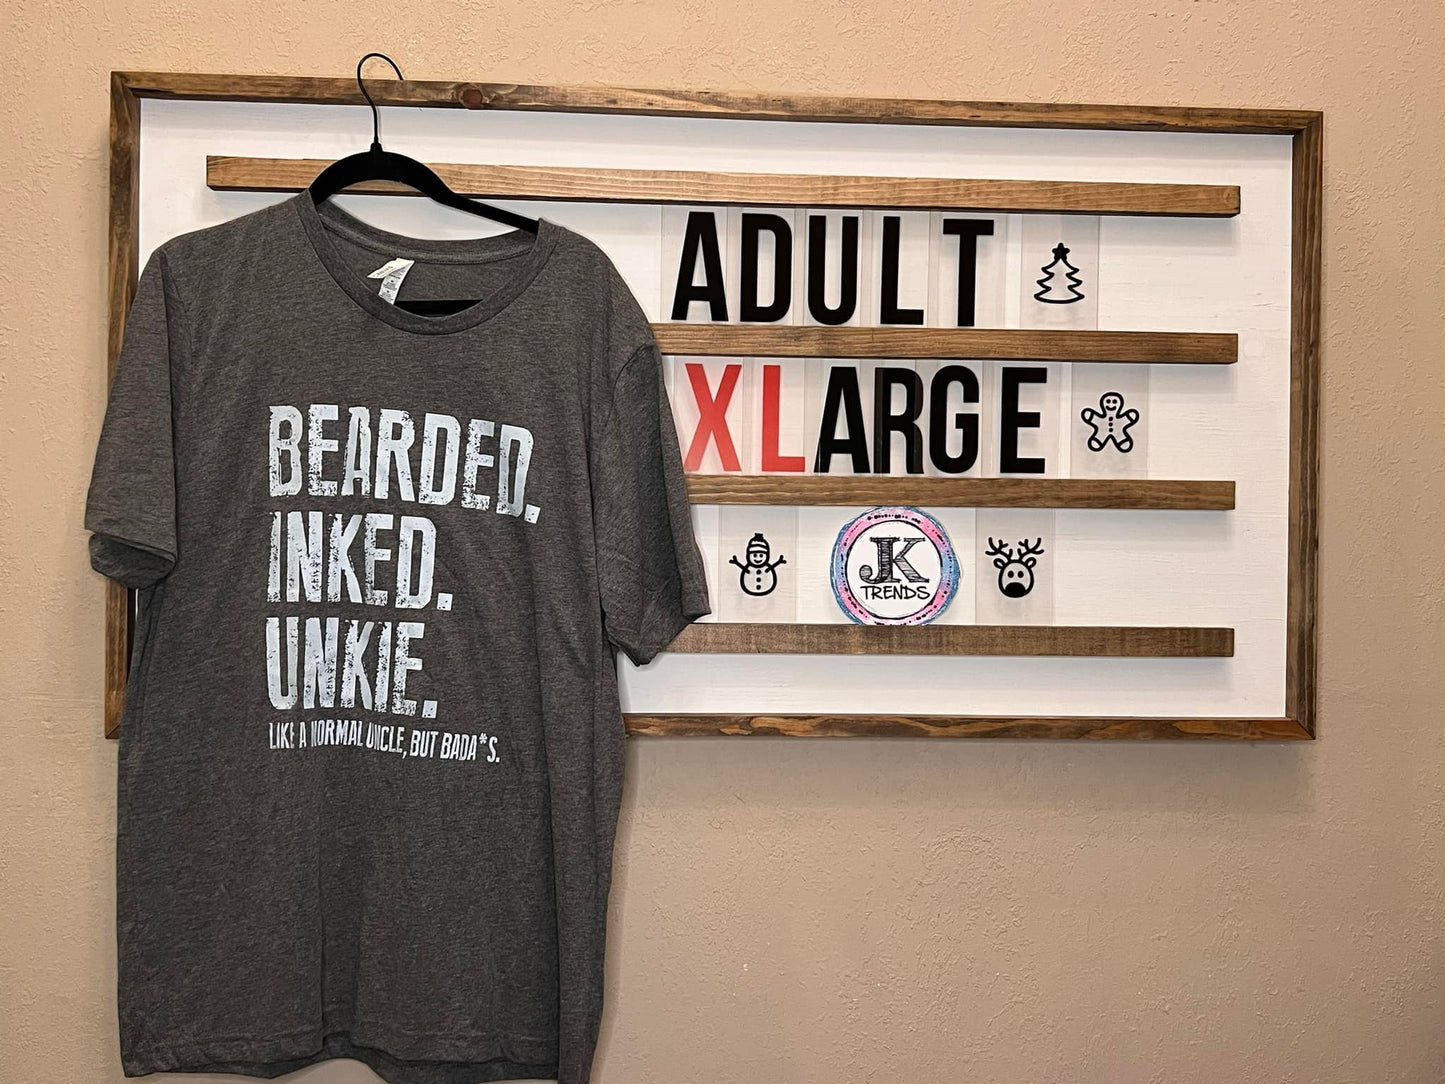 BEARDED.
INKED.
UNKIE.
LIKE A NORMAL UNCLE, BUT BADA*S.
ADULT
XLARGE
JK
TRENDS